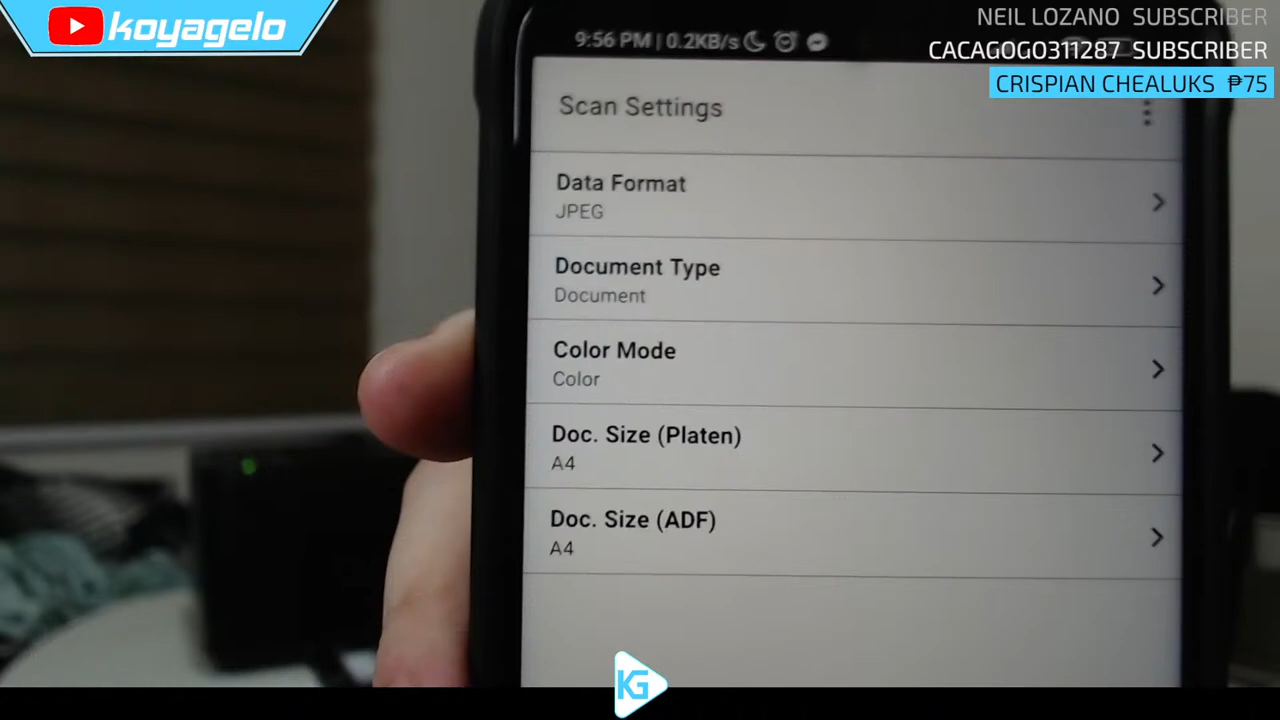 koyagelo
NEIL LOZANO SUBSCRIBER
CACAGOGO311287 SUBSCRIBER
CRISPIAN CHEALUKS ₱75
9:56 PM | 0.2KB/s
Scan Settings
Data Format
JPEG
Document Type
Document
Color Mode
Color
Doc. Size (Platen)
A4
Doc. Size (ADF)
A4
KG